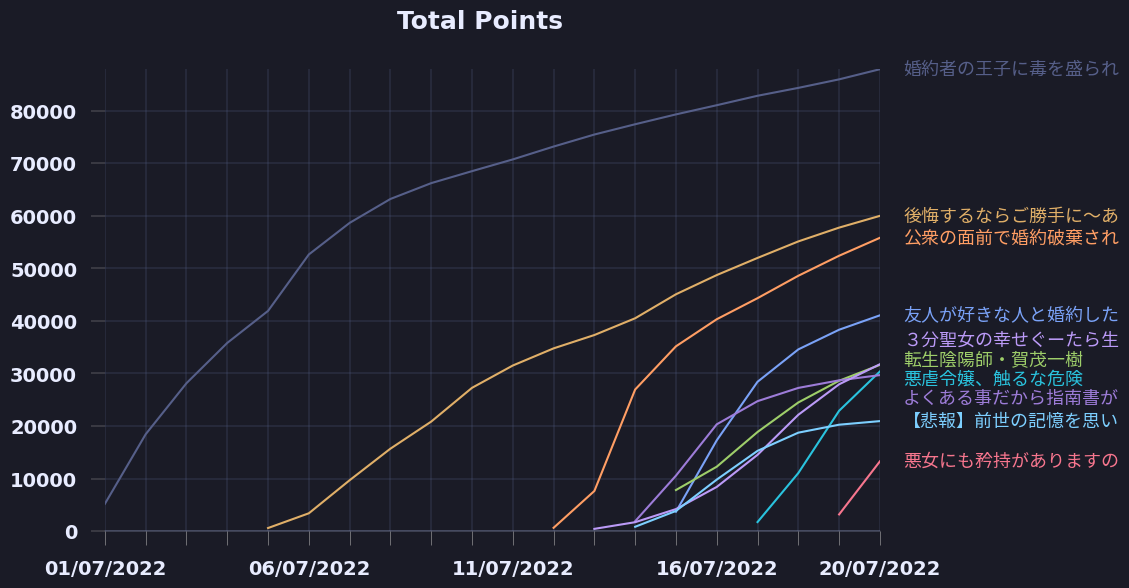 Total Points
婚約者の王子に毒を盛られ
80000
70000
60000
後悔するならご勝手に～あ
公衆の面前で婚約破棄され
50000
40000
友人が好きな人と婚約した
３分聖女の幸せぐーたら生
転生陰陽師・賀茂一樹
30000
悪虐令嬢、触るな危険
よくある事だから指南書が
20000
【悲報】前世の記憶を思い
悪女にも矜持がありますの
10000
0
01/07/2022
06/07/2022
11/07/2022
16/07/2022
20/07/2022